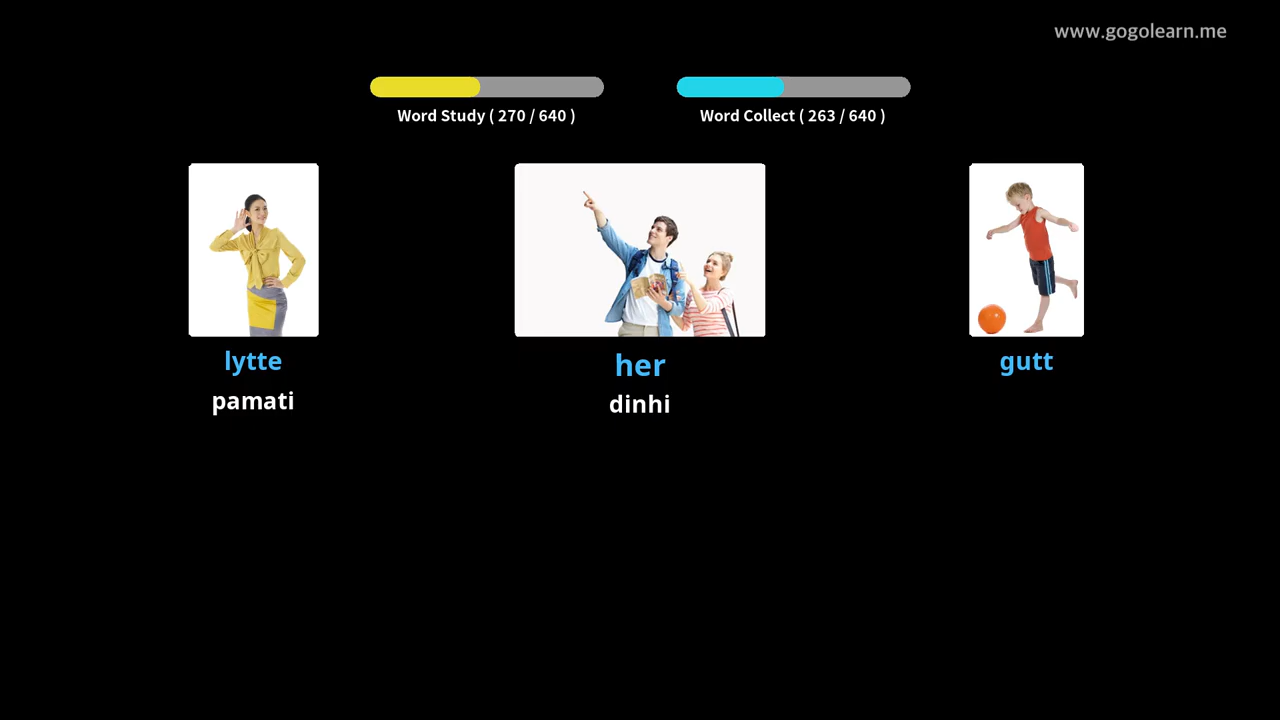 www.gogolearn.me
Word Study ( 270 / 640 )
Word Collect ( 263 / 640 )
lytte
her
gutt
pamati
dinhi